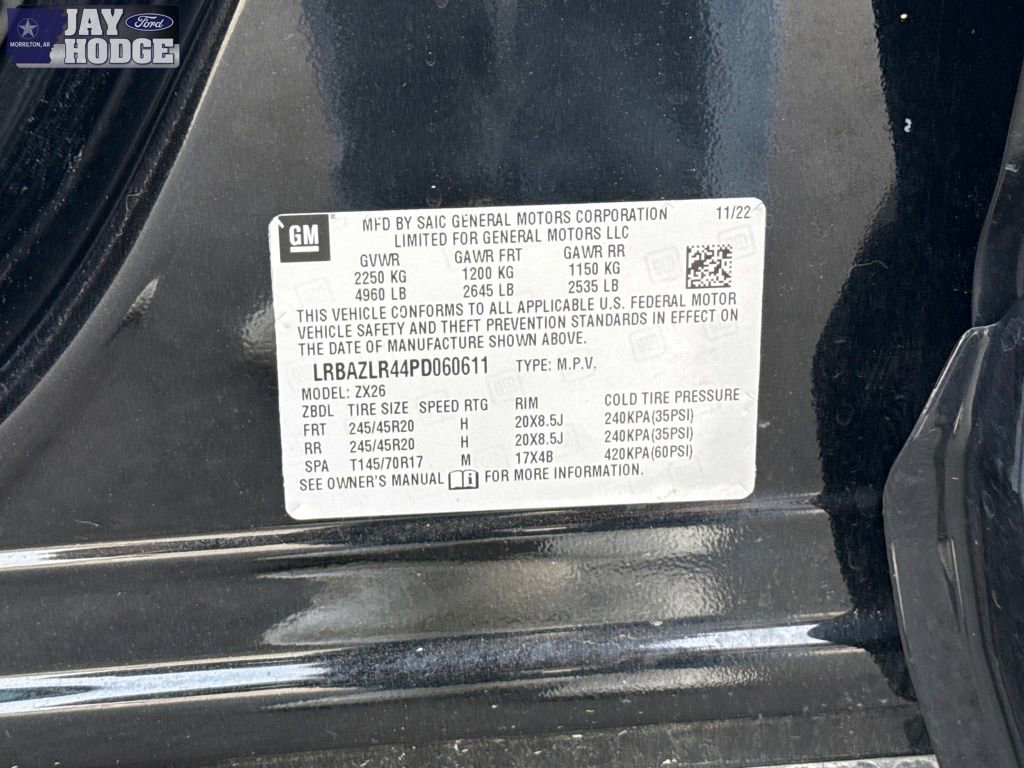 JAY
Ford
HODGE
MORRILTON, AR
GM
MFD BY SAIC GENERAL MOTORS CORPORATION 11/22
LIMITED FOR GENERAL MOTORS LLC
GVWR GAWR FRT GAWR RR
2250 KG 1200 KG 1150 KG
4960 LB 2645 LB 2535 LB
THIS VEHICLE CONFORMS TO ALL APPLICABLE U.S. FEDERAL MOTOR
VEHICLE SAFETY AND THEFT PREVENTION STANDARDS IN EFFECT ON
THE DATE OF MANUFACTURE SHOWN ABOVE.
LRBAZLR44PD060611 TYPE: M.P.V.
MODEL: ZX26
ZBDL TIRE SIZE SPEED RTG RIM COLD TIRE PRESSURE
FRT 245/45R20 H 20X8.5J 240KPA(35PSI)
RR 245/45R20 H 20X8.5J 240KPA(35PSI)
SPA T145/70R17 M 17X4B 420KPA(60PSI)
SEE OWNER'S MANUAL FOR MORE INFORMATION.